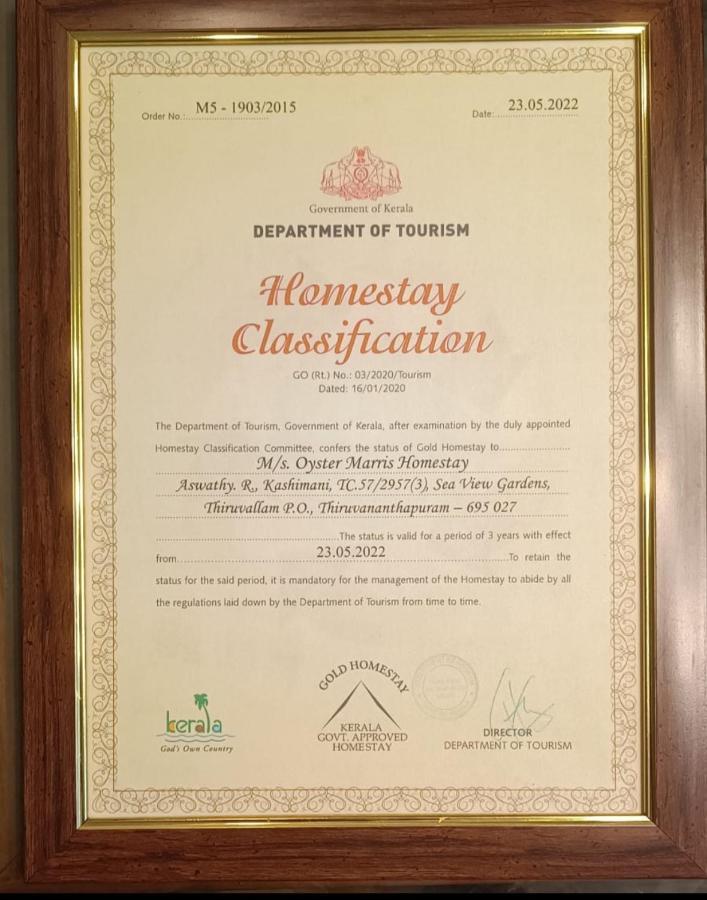 Order No.: M5 - 1903/2015
Date: 23.05.2022
Government of Kerala
DEPARTMENT OF TOURISM
Homestay
Classification
GO (Rt.) No.: 03/2020/Tourism
Dated: 16/01/2020
The Department of Tourism, Government of Kerala, after examination by the duly appointed
Homestay Classification Committee, confers the status of Gold Homestay to
M/s. Oyster Marris Homestay
Aswathy. R., Kashimani, TC.57/2957(3), Sea View Gardens,
Thiruvallam P.O., Thiruvananthapuram – 695 027
The status is valid for a period of 3 years with effect
from 23.05.2022 To retain the
status for the said period, it is mandatory for the management of the Homestay to abide by all
the regulations laid down by the Department of Tourism from time to time.
kerala
God's Own Country
GOLD HOMESTAY
KERALA
GOVT. APPROVED
HOMESTAY
DIRECTOR
DEPARTMENT OF TOURISM